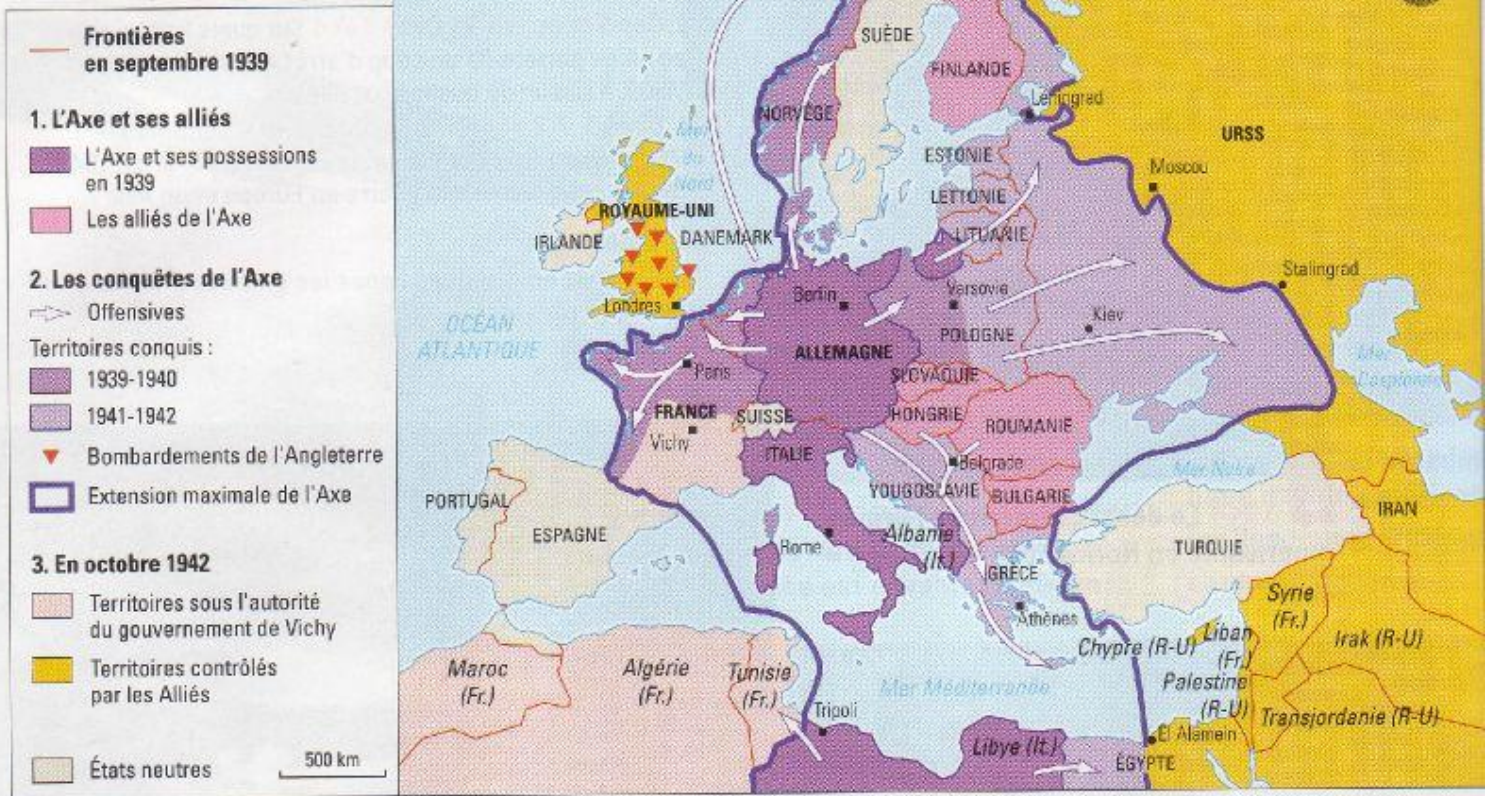 Frontières
en septembre 1939
1. L'Axe et ses alliés
L'Axe et ses possessions
en 1939
Les alliés de l'Axe
2. Les conquêtes de l'Axe
Offensives
Territoires conquis :
1939-1940
1941-1942
Bombardements de l'Angleterre
Extension maximale de l'Axe
3. En octobre 1942
Territoires sous l'autorité
du gouvernement de Vichy
Territoires contrôlés
par les Alliés
États neutres
500 km
SUÈDE
FINLANDE
NORVÈGE
Léningrad
URSS
Mer
du
Nord
ESTONIE
Moscou
LETTONIE
ROYAUME-UNI
IRLANDE
DANEMARK
LITUANIE
Stalingrad
Londres
Berlin
Varsovie
Kiev
OCÉAN
ATLANTIQUE
POLOGNE
ALLEMAGNE
Mer
Caspienne
Paris
SLOVAQUIE
FRANCE
SUISSE
HONGRIE
ROUMANIE
Vichy
ITALIE
Belgrade
Mer Noire
PORTUGAL
YOUGOSLAVIE
BULGARIE
IRAN
ESPAGNE
Rome
Albanie
(It.)
TURQUIE
GRÈCE
Syrie
(Fr.)
Athènes
Chypre (R-U)
Liban
(Fr.)
Irak (R-U)
Maroc
(Fr.)
Algérie
(Fr.)
Tunisie
(Fr.)
Mer Méditerranée
Palestine
(R-U)
Transjordanie (R-U)
Tripoli
El Alamein
Libye (It.)
ÉGYPTE